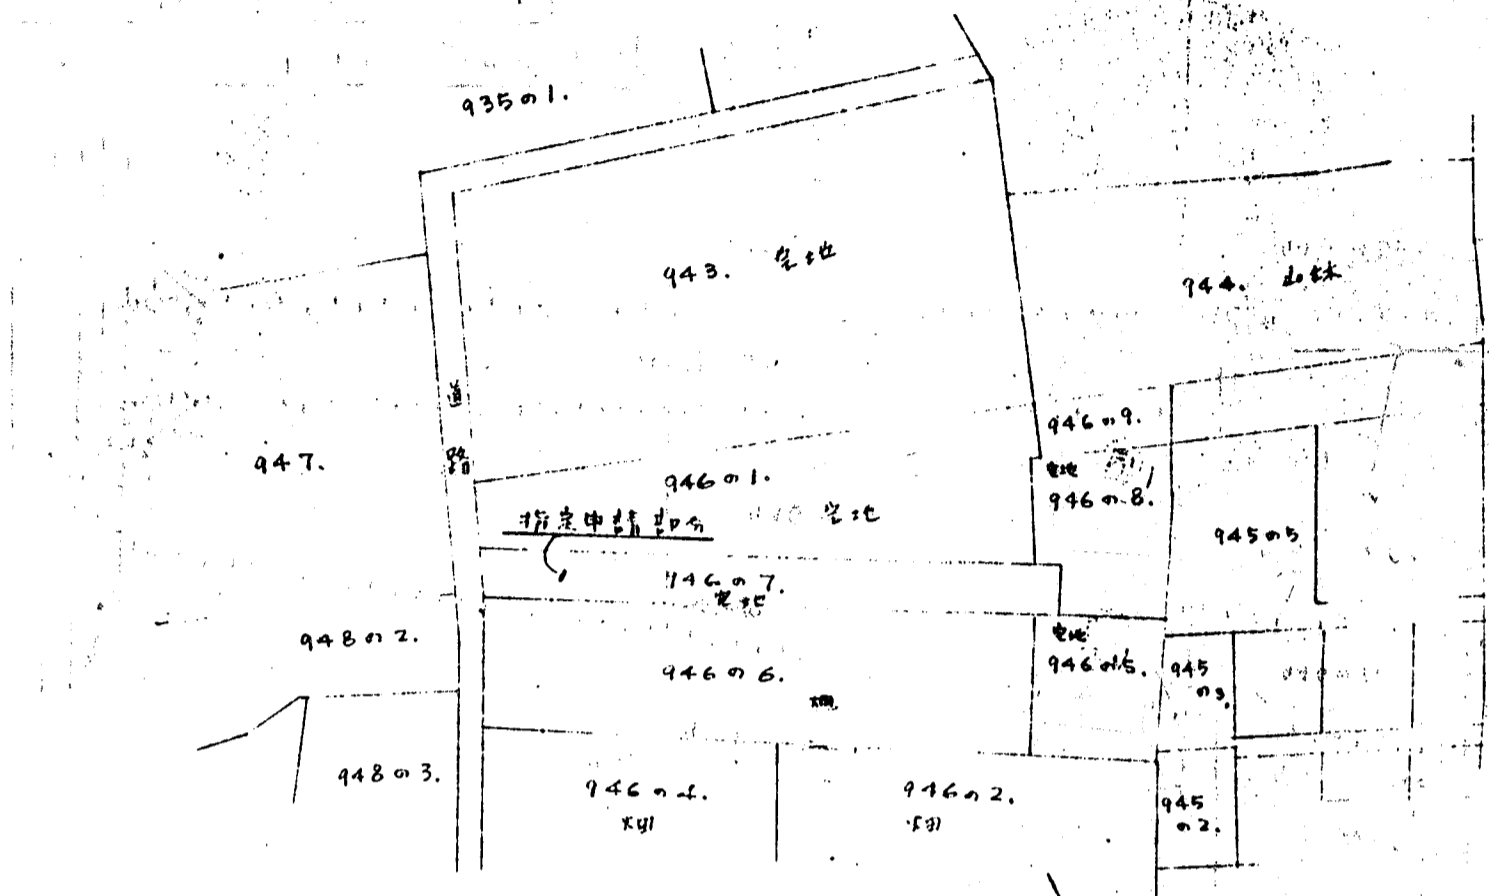 935の1.
943. 宅地
944. 山林
道路
947.
946の9.
946の1.
宅地
宅地
946の8.
指定申請部分
945の5
946の7.
宅地
948の2.
宅地
946の5.
946の6.
畑
945
の3.
948の3.
946の4.
畑
946の2.
畑
945
の2.